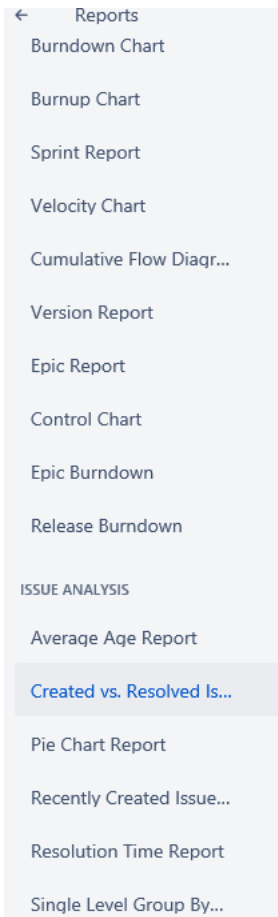 ← Reports
Burndown Chart
Burnup Chart
Sprint Report
Velocity Chart
Cumulative Flow Diagr...
Version Report
Epic Report
Control Chart
Epic Burndown
Release Burndown
ISSUE ANALYSIS
Average Age Report
Created vs. Resolved Is...
Pie Chart Report
Recently Created Issue...
Resolution Time Report
Single Level Group By...